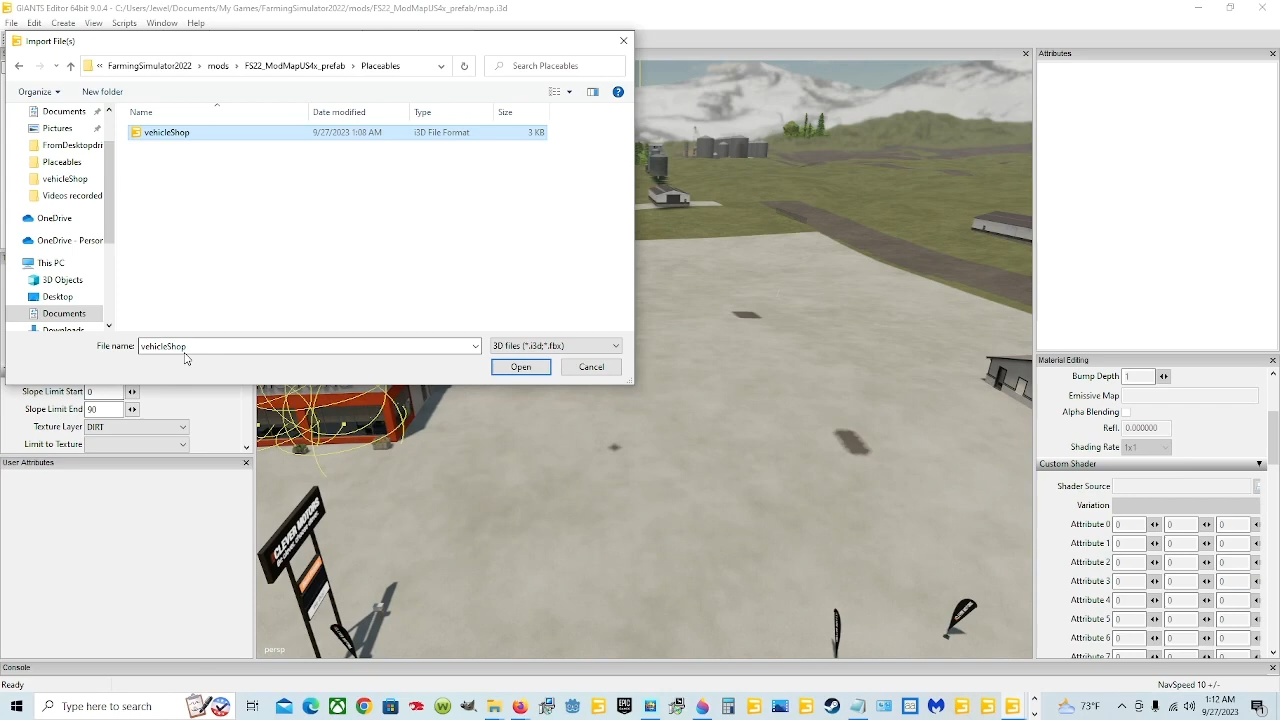 GIANTS Editor 64bit 9.0.4 - C:/Users/Jewel/Documents/My Games/FarmingSimulator2022/mods/FS22_ModMapUS4x_prefab/map.i3d
File Edit Create View Scripts Window Help
Import File(s)
« FarmingSimulator2022 › mods › FS22_ModMapUS4x_prefab › Placeables
Search Placeables
Organize New folder
Name Date modified Type Size
vehicleShop 9/27/2023 1:08 AM i3D File Format 3 KB
Documents
Pictures
FromDesktopdri
Placeables
vehicleShop
Videos recorded
OneDrive
OneDrive - Person
This PC
3D Objects
Desktop
Documents
Downloads
File name: vehicleShop 3D files (*.i3d;*.fbx)
Open Cancel
Slope Limit Start 0
Slope Limit End 90
Texture Layer DIRT
Limit to Texture
User Attributes
CLEVER MOTORS
persp
Attributes
Material Editing
Bump Depth 1
Emissive Map
Alpha Blending
Refl. 0.000000
Shading Rate 1x1
Custom Shader
Shader Source
Variation
Attribute 0 0 0 0
Attribute 1 0 0 0
Attribute 2 0 0 0
Attribute 3 0 0 0
Attribute 4 0 0 0
Attribute 5 0 0 0
Attribute 6 0 0 0
Attribute 7 0 0 0
Console
Ready NavSpeed 10 +/-
Type here to search
73°F
1:12 AM
9/27/2023